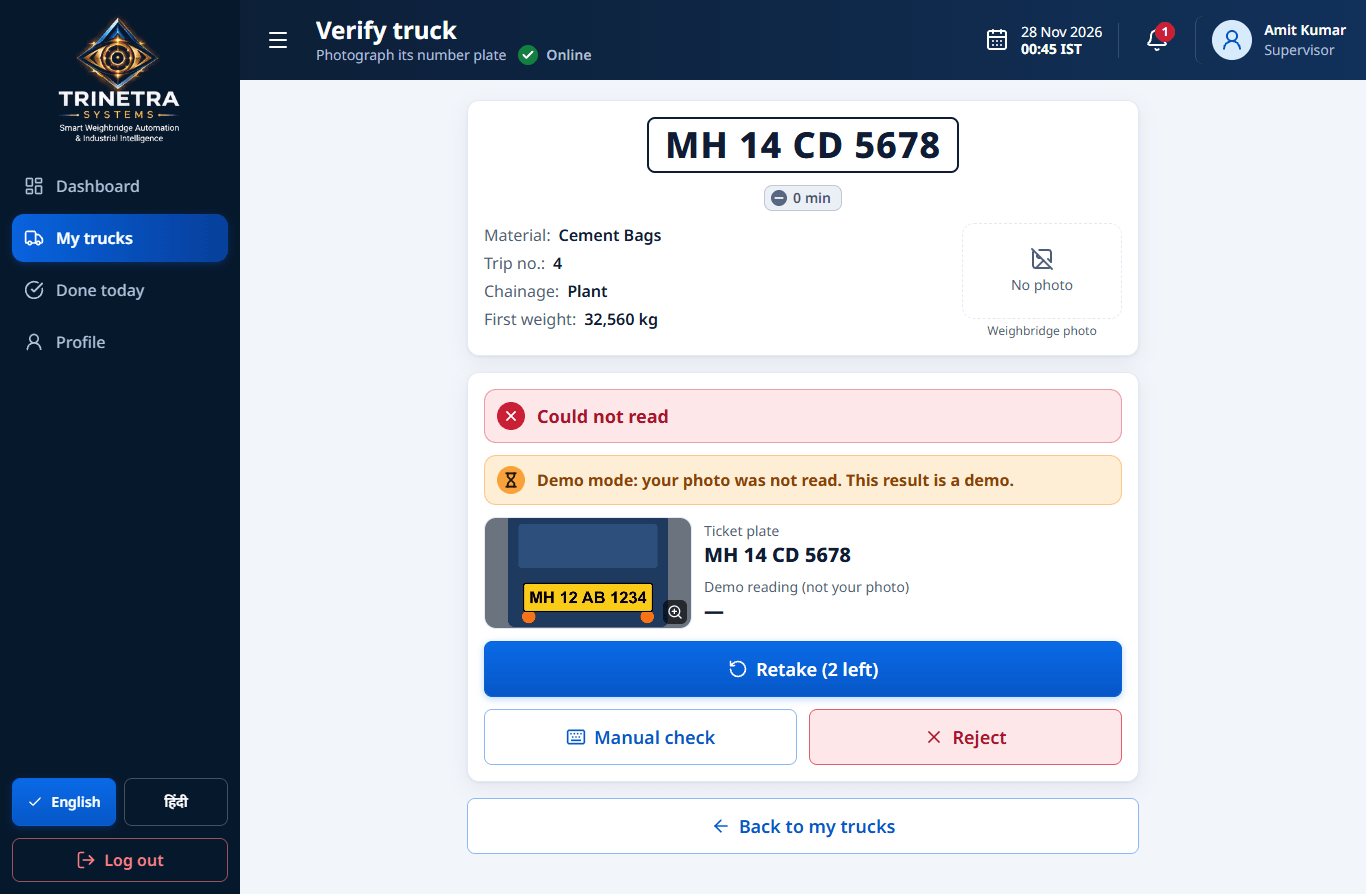 TRINETRA
SYSTEMS
Smart Weighbridge Automation
& Industrial Intelligence
Dashboard
My trucks
Done today
Profile
English
हिंदी
Log out
Verify truck
Photograph its number plate
Online
28 Nov 2026
00:45 IST
1
Amit Kumar
Supervisor
MH 14 CD 5678
0 min
Material: Cement Bags
Trip no.: 4
Chainage: Plant
First weight: 32,560 kg
No photo
Weighbridge photo
Could not read
Demo mode: your photo was not read. This result is a demo.
MH 12 AB 1234
Ticket plate
MH 14 CD 5678
Demo reading (not your photo)
—
Retake (2 left)
Manual check
Reject
Back to my trucks